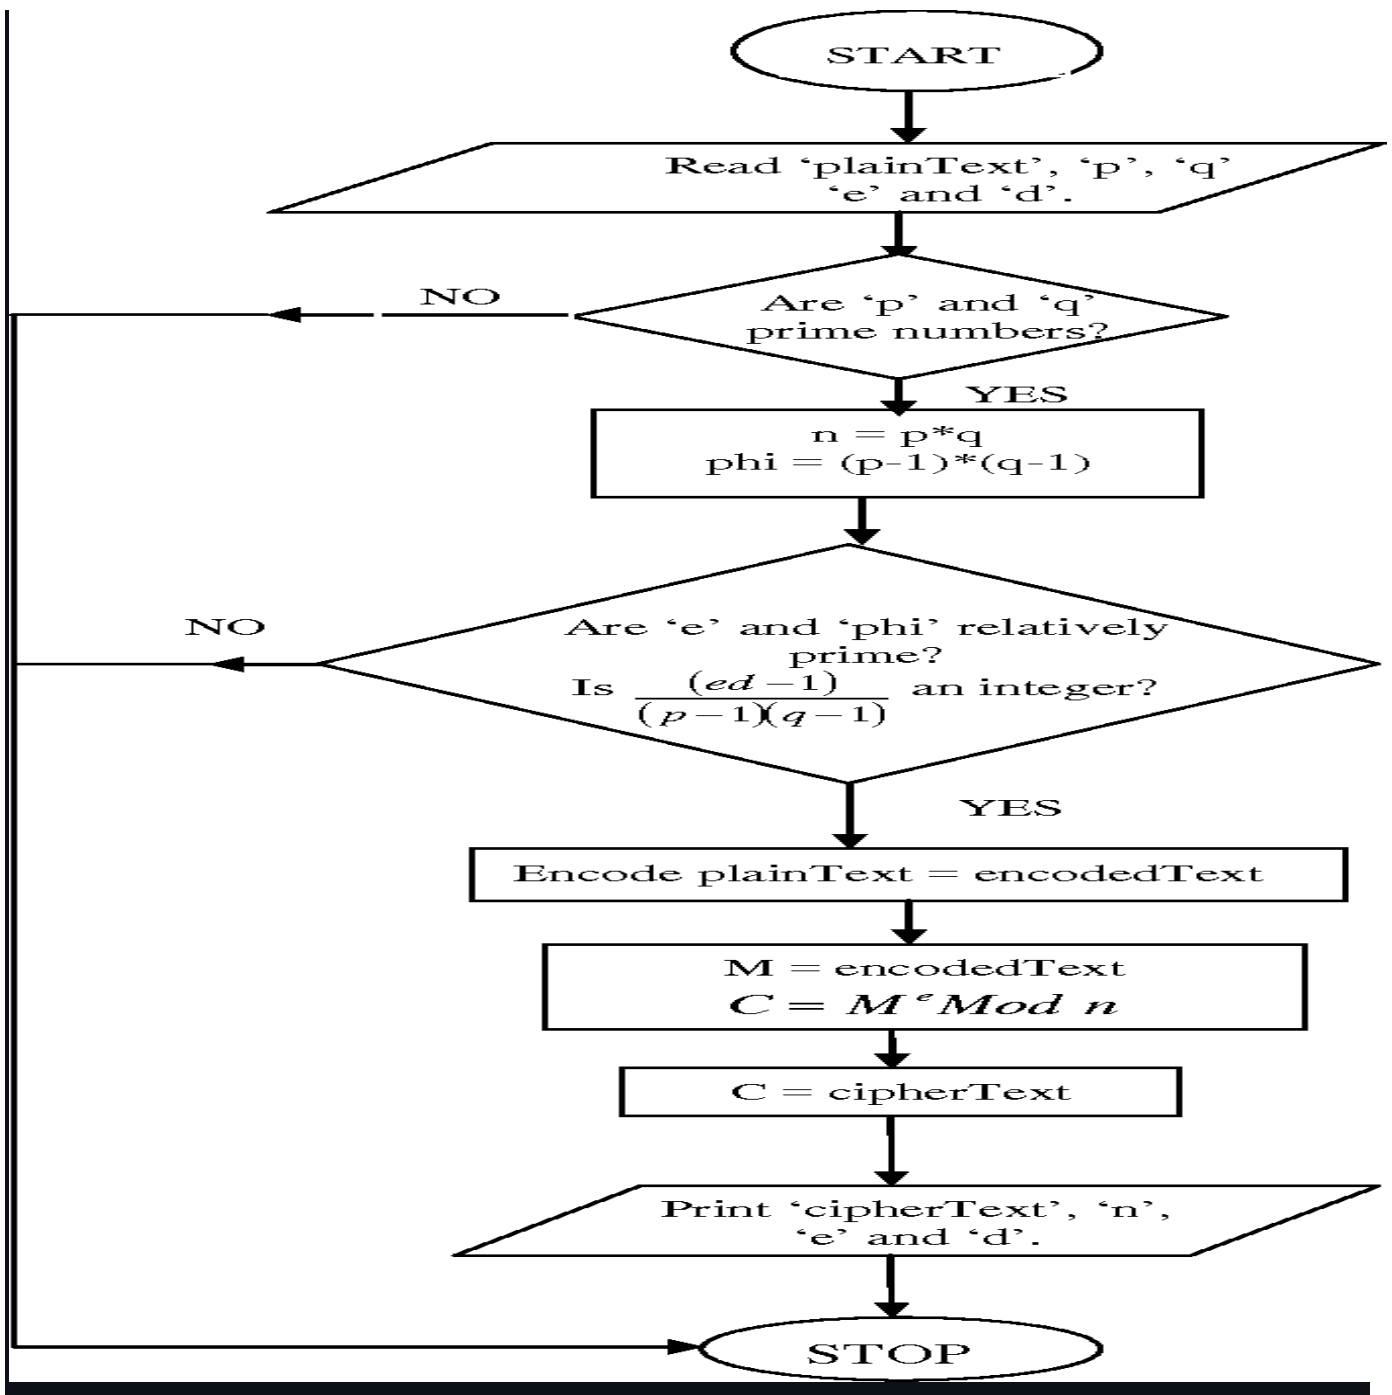 START
Read ‘plainText’, ‘p’, ‘q’
‘e’ and ‘d’.
NO
Are ‘p’ and ‘q’
prime numbers?
YES
n = p*q
phi = (p-1)*(q-1)
NO
Are ‘e’ and ‘phi’ relatively
prime?
Is (ed − 1) / (p − 1)(q − 1) an integer?
YES
Encode plainText = encodedText
M = encodedText
C = M^e Mod n
C = cipherText
Print ‘cipherText’, ‘n’,
‘e’ and ‘d’.
STOP